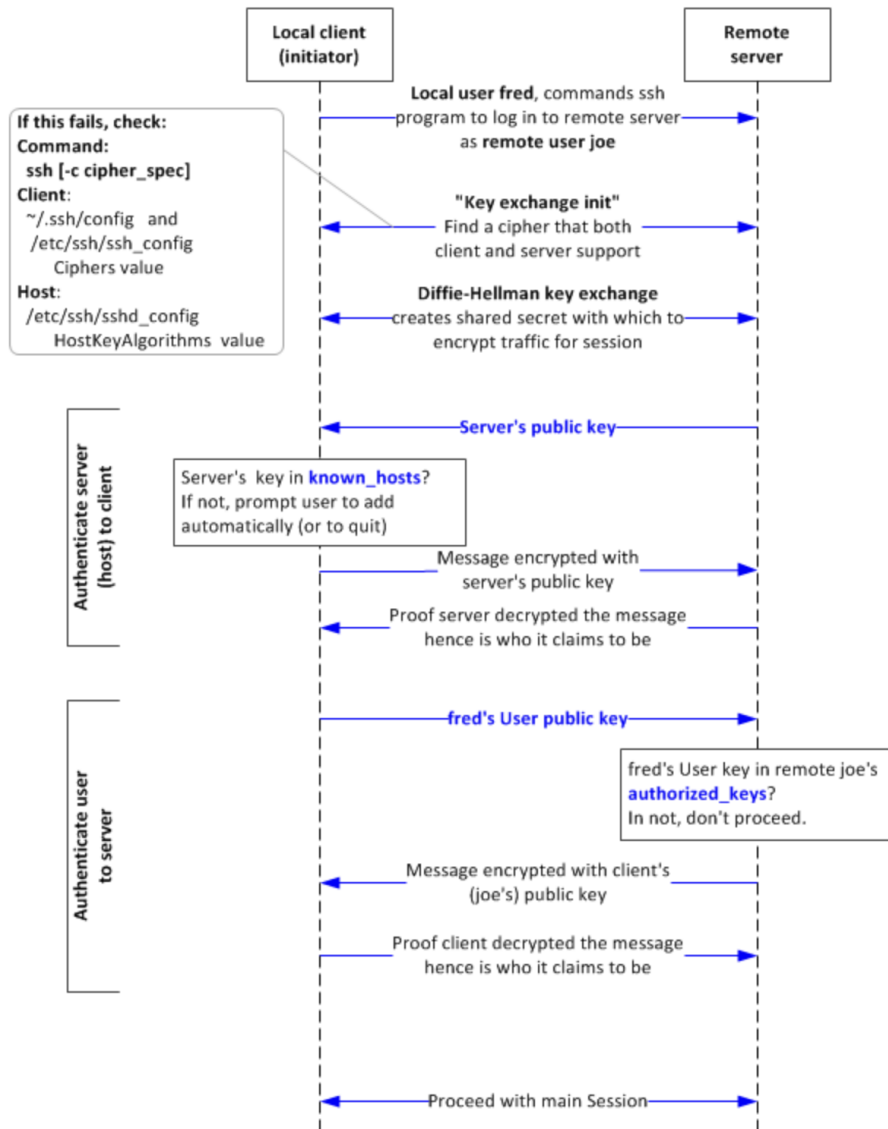 Local client
(initiator)
Remote
server
Local user fred, commands ssh
program to log in to remote server
as remote user joe
If this fails, check:
Command:
ssh [-c cipher_spec]
Client:
~/.ssh/config and
/etc/ssh/ssh_config
Ciphers value
Host:
/etc/ssh/sshd_config
HostKeyAlgorithms value
"Key exchange init"
Find a cipher that both
client and server support
Diffie-Hellman key exchange
creates shared secret with which to
encrypt traffic for session
Authenticate server
(host) to client
Server's public key
Server's key in known_hosts?
If not, prompt user to add
automatically (or to quit)
Message encrypted with
server's public key
Proof server decrypted the message
hence is who it claims to be
Authenticate user
to server
fred's User public key
fred's User key in remote joe's
authorized_keys?
In not, don't proceed.
Message encrypted with client's
(joe's) public key
Proof client decrypted the message
hence is who it claims to be
Proceed with main Session